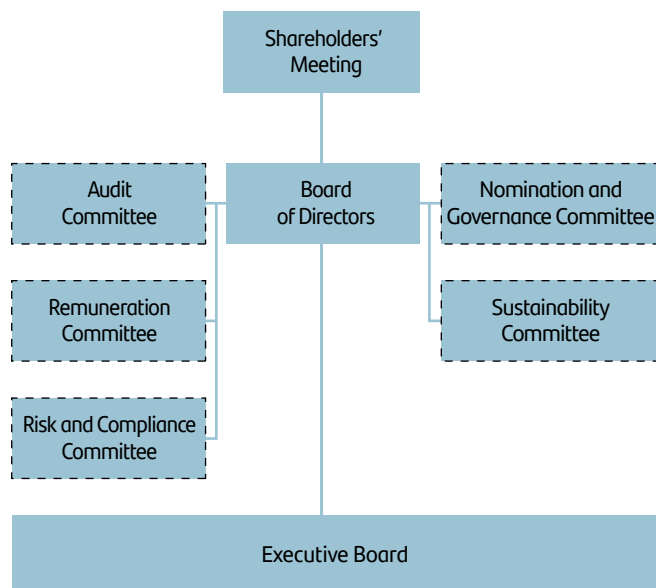 Shareholders'
Meeting
Audit
Committee
Board
of Directors
Nomination and
Governance Committee
Remuneration
Committee
Sustainability
Committee
Risk and Compliance
Committee
Executive Board